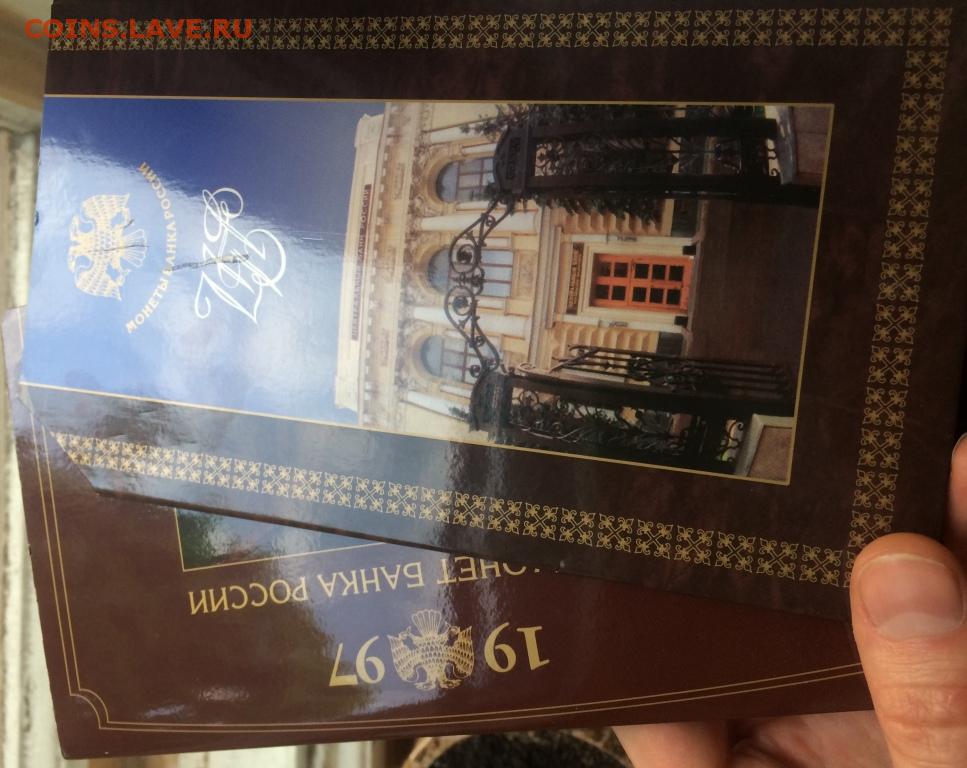 COINS.LAVE.RU
МОНЕТЫ БАНКА РОССИИ
МОНЕТ БАНКА РОССИИ
19 97